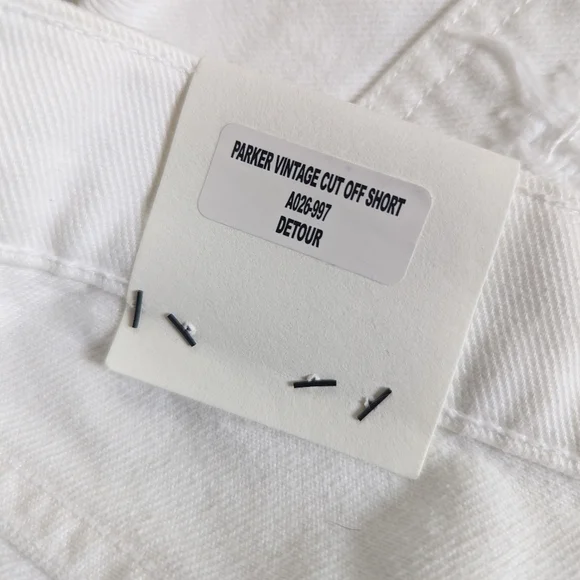 PARKER VINTAGE CUT OFF SHORT
A026-997
DETOUR